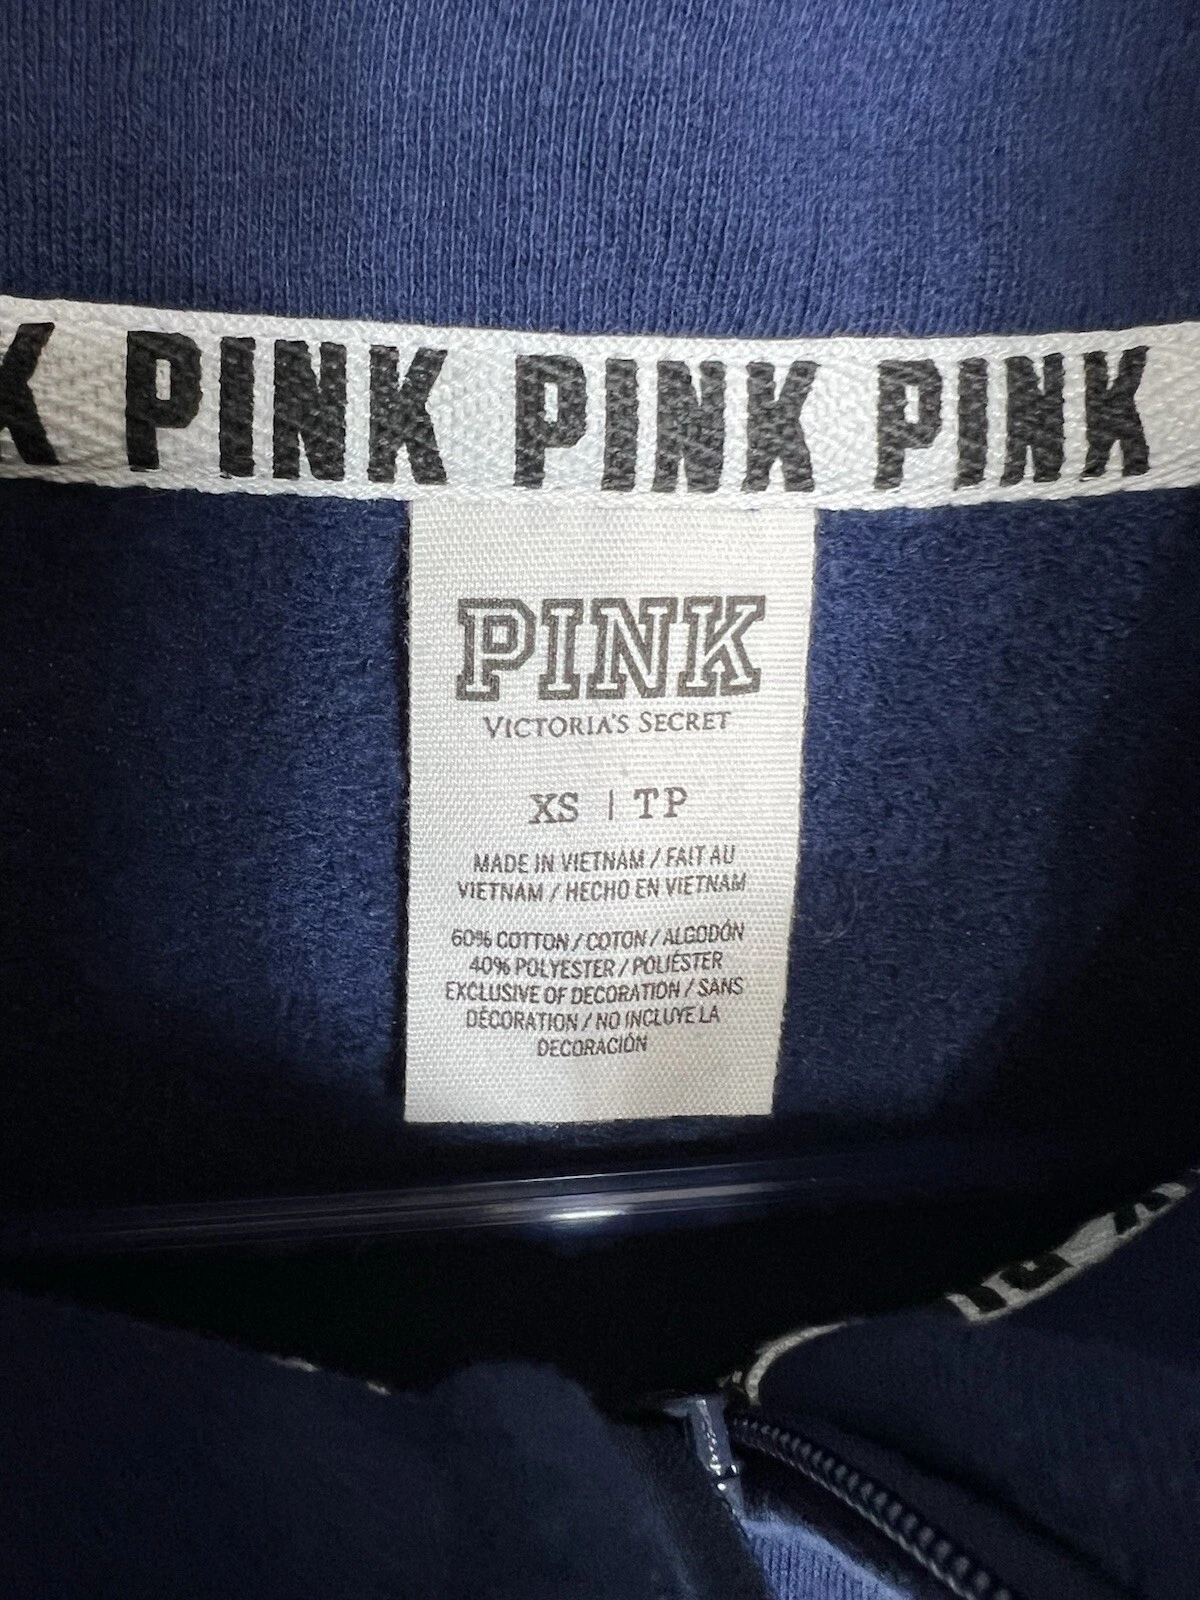 K PINK PINK PINK
PINK
VICTORIA'S SECRET
XS | TP
MADE IN VIETNAM / FAIT AU
VIETNAM / HECHO EN VIETNAM
60% COTTON / COTON / ALGODÓN
40% POLYESTER / POLIÉSTER
EXCLUSIVE OF DECORATION / SANS
DÉCORATION / NO INCLUYE LA
DECORACIÓN